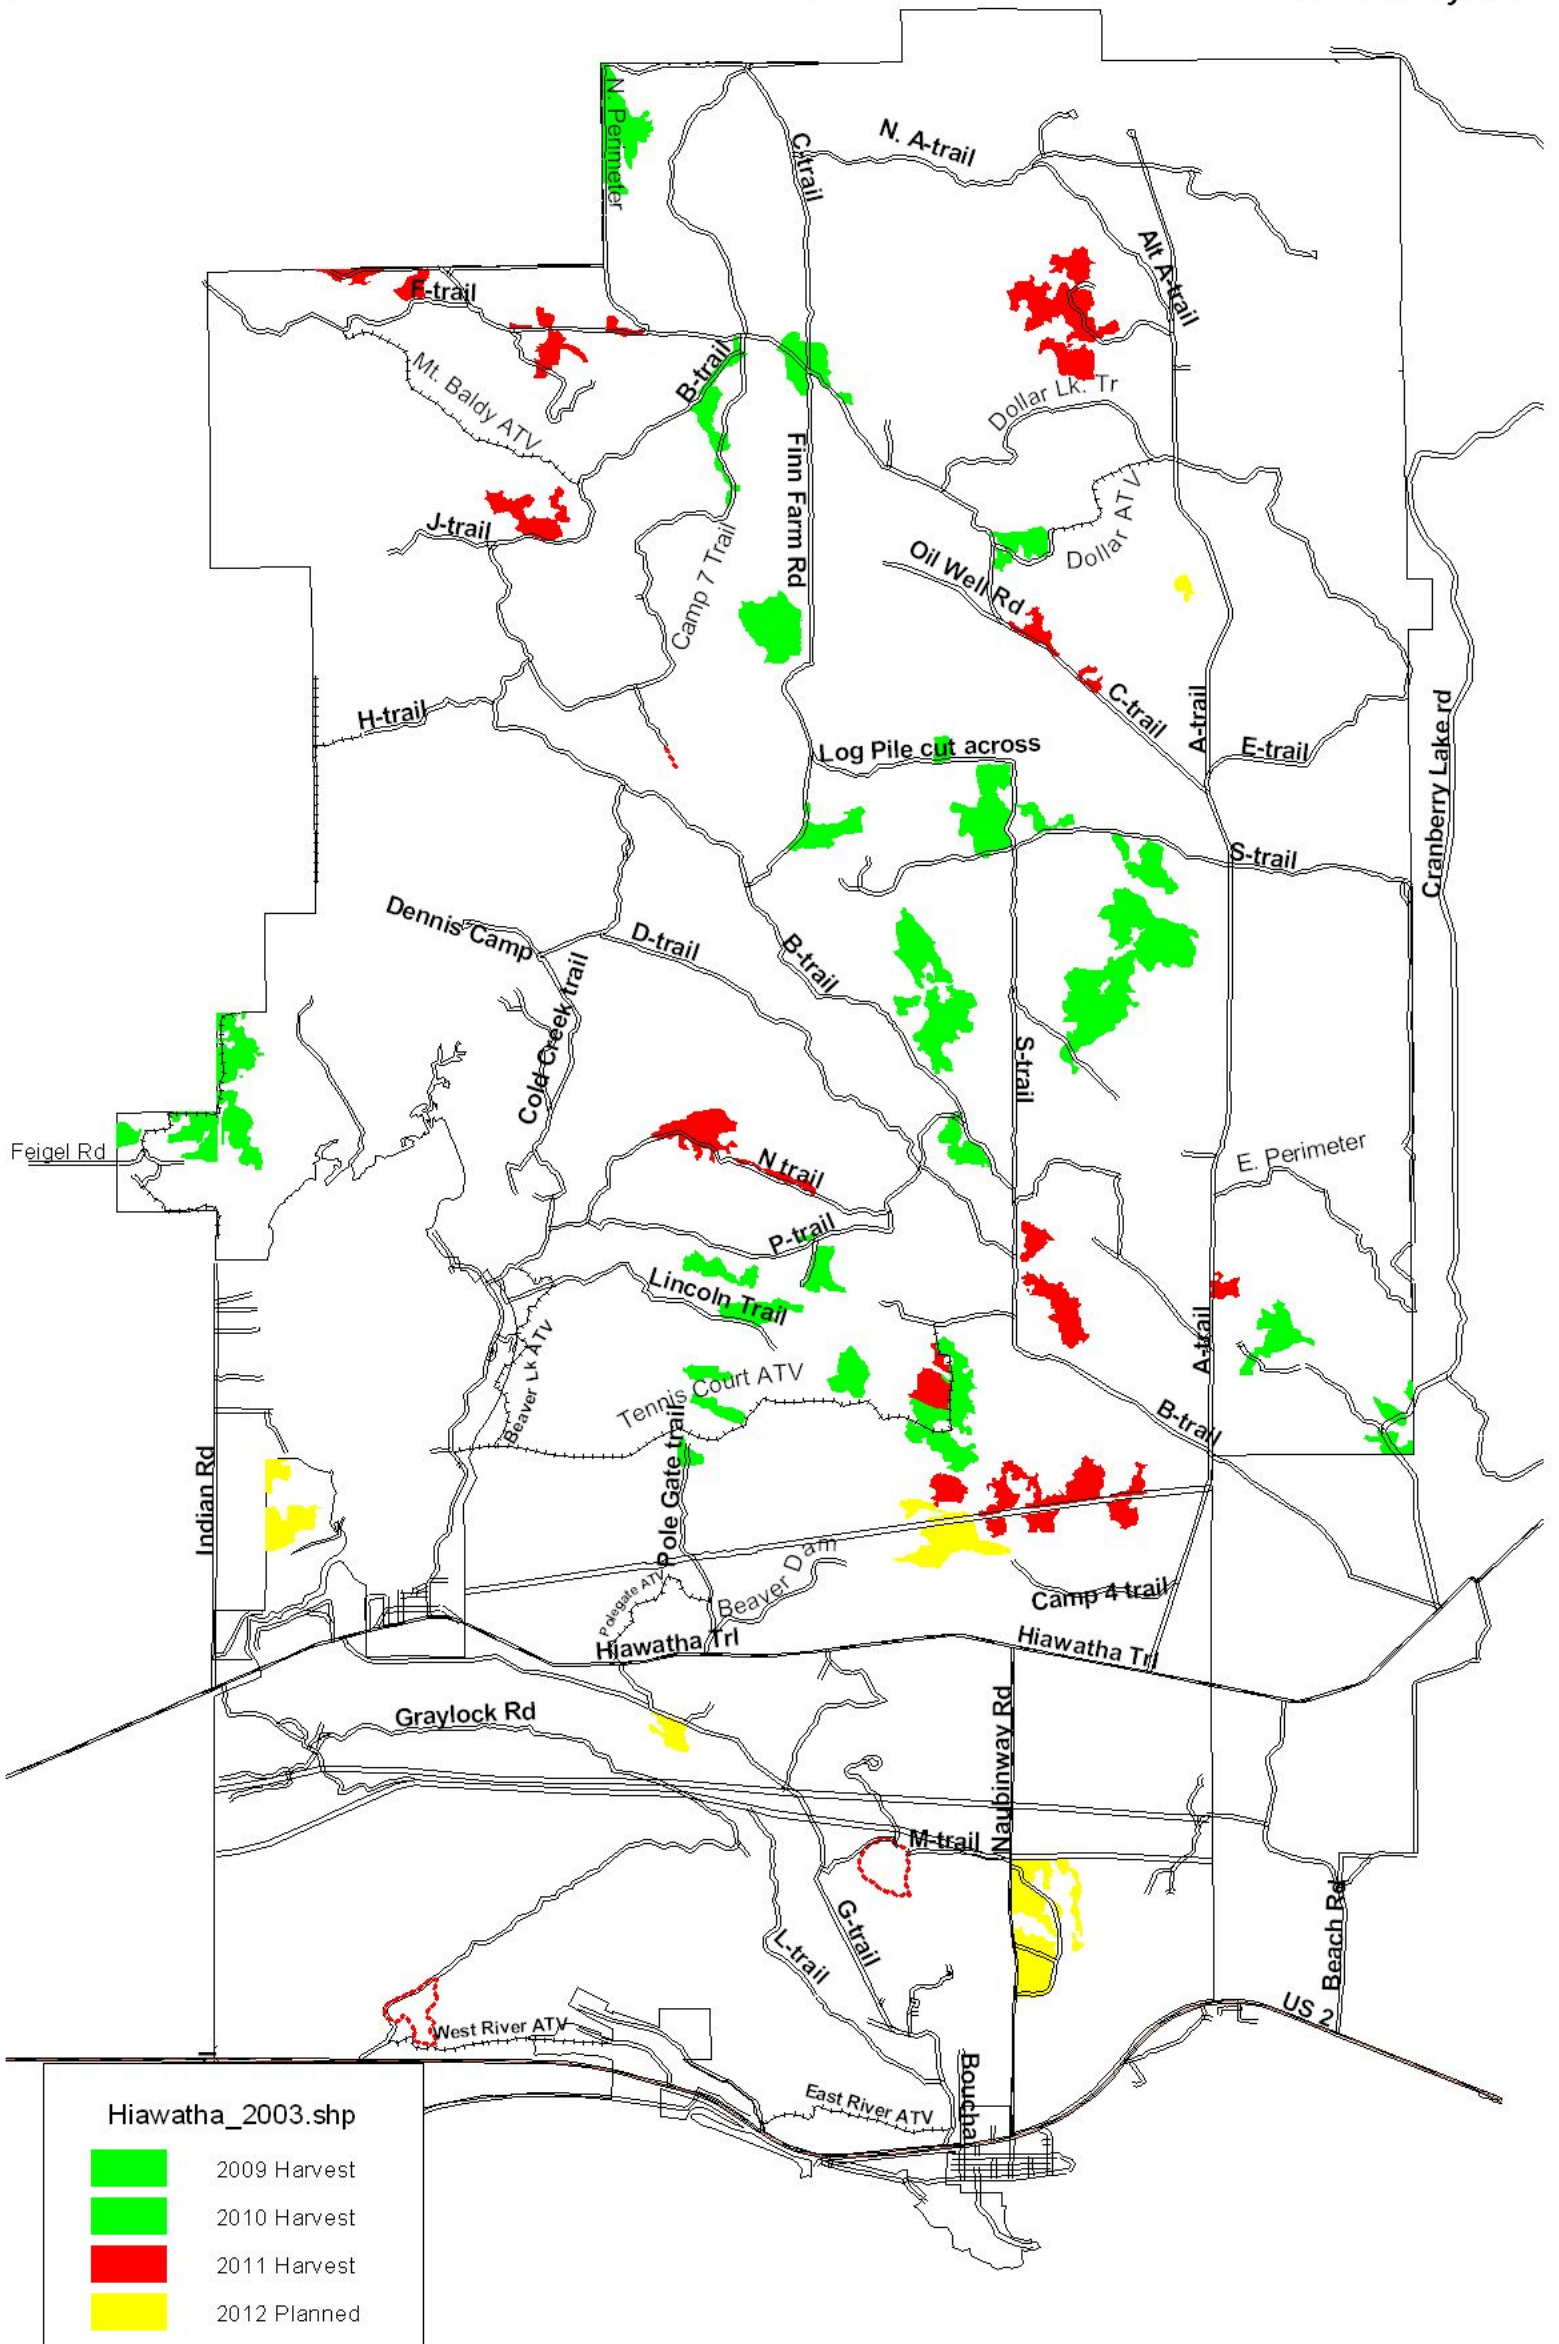 N. Perimeter
C-trail
N. A-trail
Alt A-trail
F-trail
B-trail
Mt. Baldy ATV
Dollar Lk. Tr
Finn Farm Rd
J-trail
Dollar ATV
Oil Well Rd
Camp 7 Trail
H-trail
C-trail
A-trail
E-trail
Log Pile cut across
Cranberry Lake rd
S-trail
Dennis Camp
D-trail
B-trail
Cold Creek trail
S-trail
Feigel Rd
N trail
E. Perimeter
P-trail
Lincoln Trail
Beaver Lk ATV
A-trail
Tennis Court ATV
B-trail
Indian Rd
Pole Gate trail
Beaver Dam
Polegate ATV
Camp 4 trail
Hiawatha Trl
Hiawatha Trl
Graylock Rd
Naubinway Rd
M-trail
G-trail
L-trail
Beach Rd
US 2
West River ATV
East River ATV
Bouchai
Hiawatha_2003.shp
2009 Harvest
2010 Harvest
2011 Harvest
2012 Planned